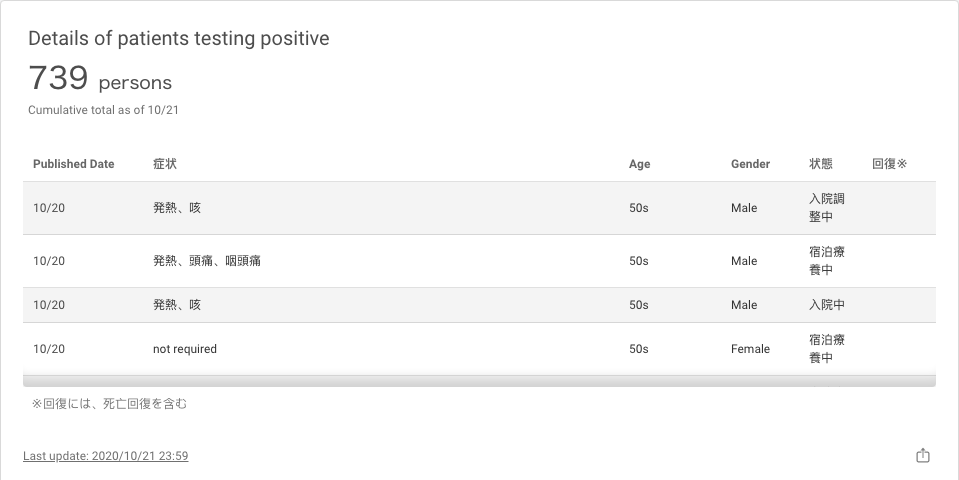 Details of patients testing positive
739 persons
Cumulative total as of 10/21
Published Date 症状 Age Gender 状態 回復※
10/20 発熱、咳 50s Male 入院調
整中
10/20 発熱、頭痛、咽頭痛 50s Male 宿泊療
養中
10/20 発熱、咳 50s Male 入院中
10/20 not required 50s Female 宿泊療
養中
※回復には、死亡回復を含む
Last update: 2020/10/21 23:59